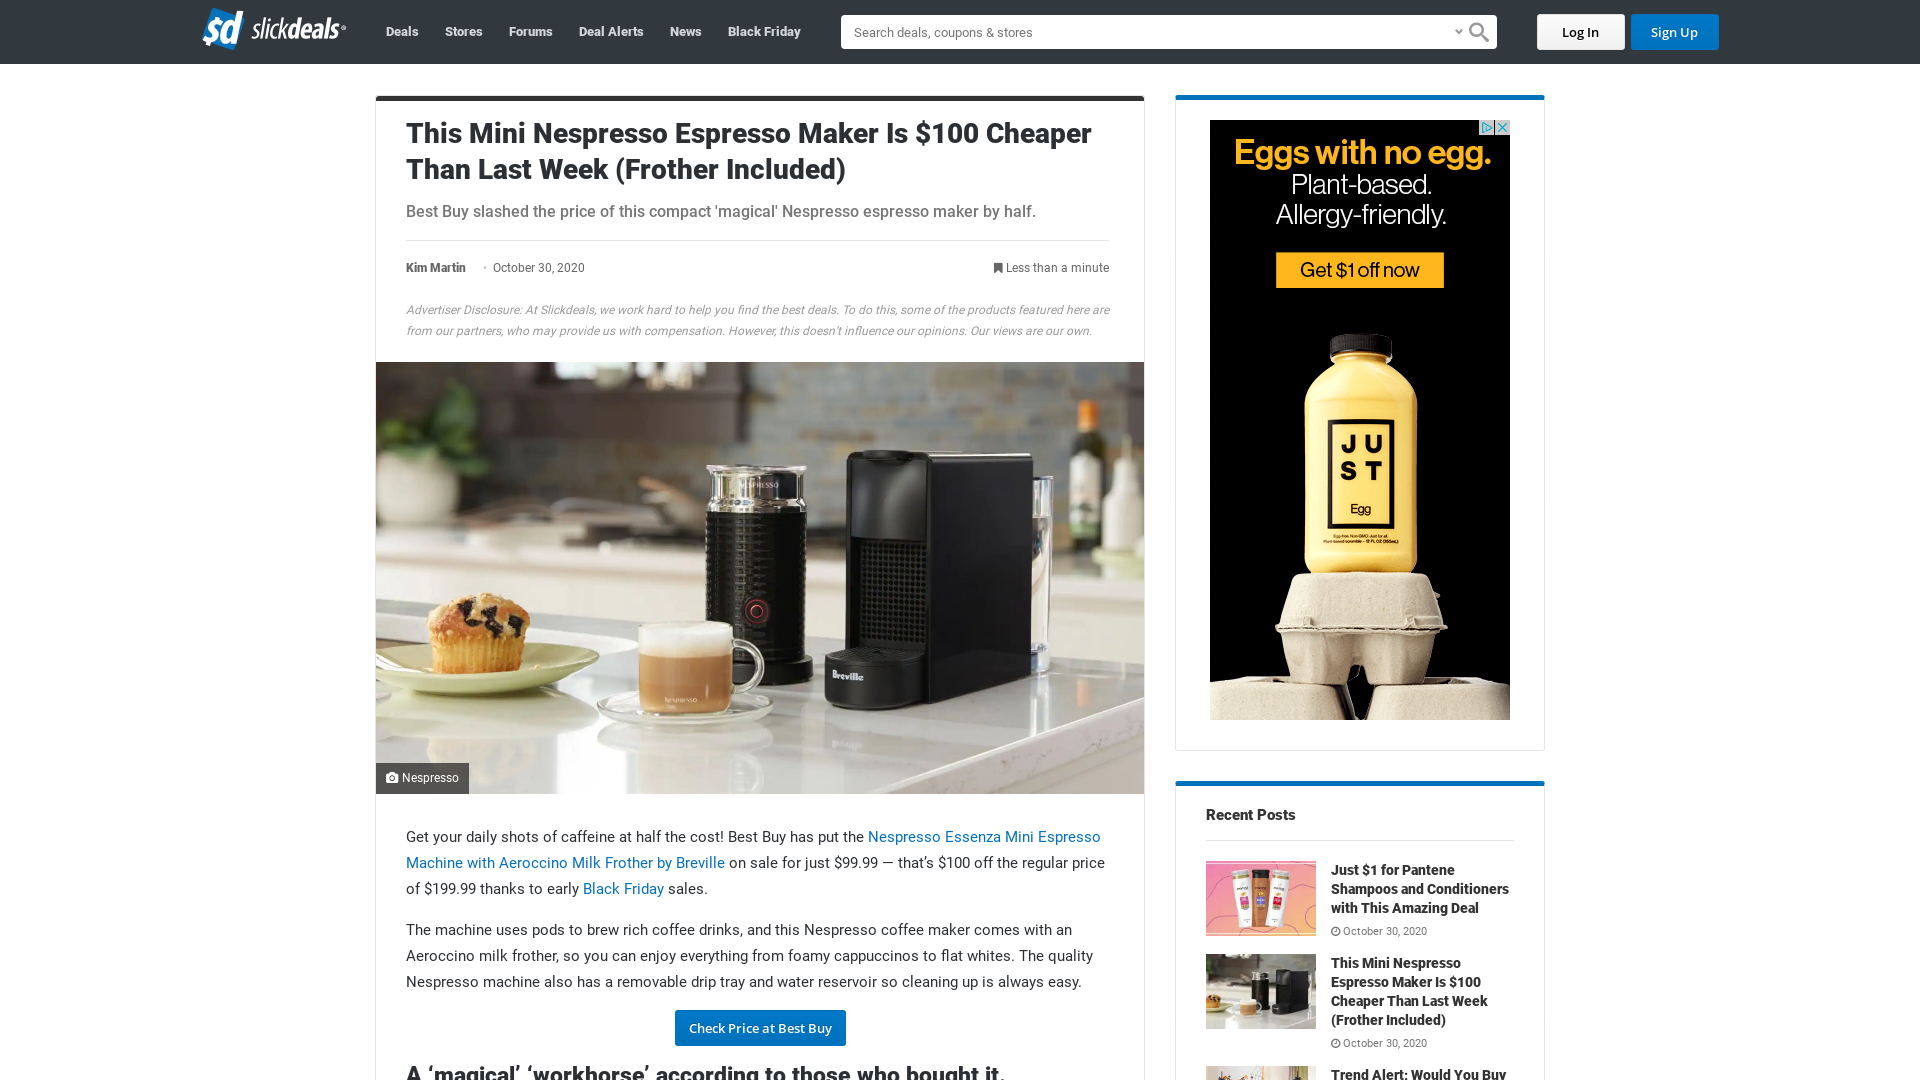 slickdeals
Deals Stores Forums Deal Alerts News Black Friday
Search deals, coupons & stores
Log In Sign Up
This Mini Nespresso Espresso Maker Is $100 Cheaper
Than Last Week (Frother Included)
Best Buy slashed the price of this compact 'magical' Nespresso espresso maker by half.
Kim Martin • October 30, 2020 Less than a minute
Advertiser Disclosure: At Slickdeals, we work hard to help you find the best deals. To do this, some of the products featured here are
from our partners, who may provide us with compensation. However, this doesn’t influence our opinions. Our views are our own.
NESPRESSO
Breville
NESPRESSO
Nespresso
Get your daily shots of caffeine at half the cost! Best Buy has put the Nespresso Essenza Mini Espresso
Machine with Aeroccino Milk Frother by Breville on sale for just $99.99 — that’s $100 off the regular price
of $199.99 thanks to early Black Friday sales.
The machine uses pods to brew rich coffee drinks, and this Nespresso coffee maker comes with an
Aeroccino milk frother, so you can enjoy everything from foamy cappuccinos to flat whites. The quality
Nespresso machine also has a removable drip tray and water reservoir so cleaning up is always easy.
Check Price at Best Buy
A ‘magical’ ‘workhorse’ according to those who bought it.
Eggs with no egg.
Plant-based.
Allergy-friendly.
Get $1 off now
JU
ST
Egg
Recent Posts
Just $1 for Pantene
Shampoos and Conditioners
with This Amazing Deal
October 30, 2020
This Mini Nespresso
Espresso Maker Is $100
Cheaper Than Last Week
(Frother Included)
October 30, 2020
Trend Alert: Would You Buy